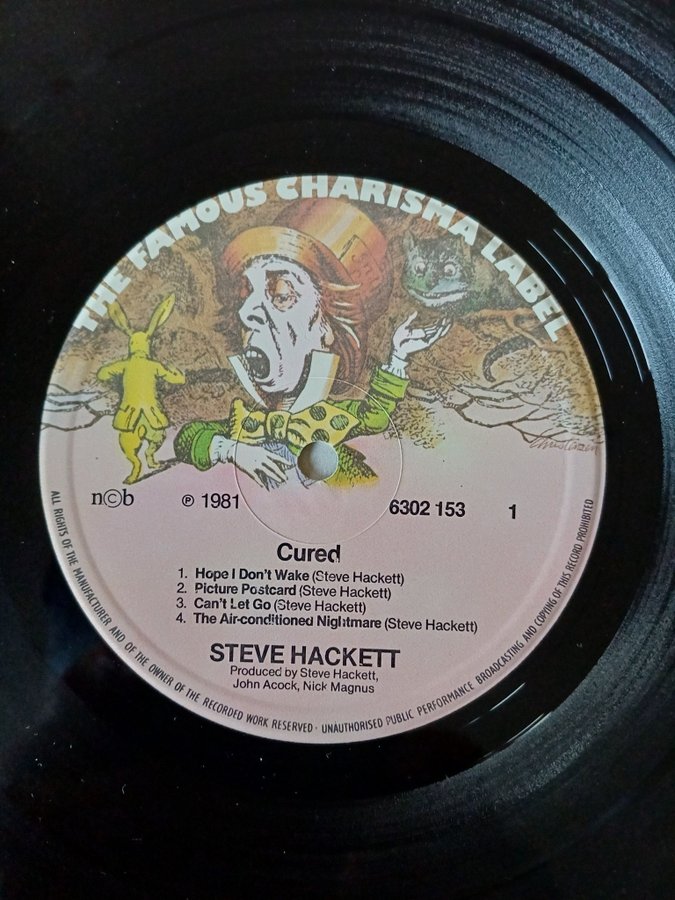 THE FAMOUS CHARISMA LABEL
Christensen
n©b
℗ 1981
6302 153
1
Cured
1. Hope I Don't Wake (Steve Hackett)
2. Picture Postcard (Steve Hackett)
3. Can't Let Go (Steve Hackett)
4. The Air-conditioned Nightmare (Steve Hackett)
STEVE HACKETT
Produced by Steve Hackett,
John Acock, Nick Magnus
ALL RIGHTS OF THE MANUFACTURER AND OF THE OWNER OF THE RECORDED WORK RESERVED · UNAUTHORISED PUBLIC PERFORMANCE BROADCASTING AND COPYING OF THIS RECORD PROHIBITED